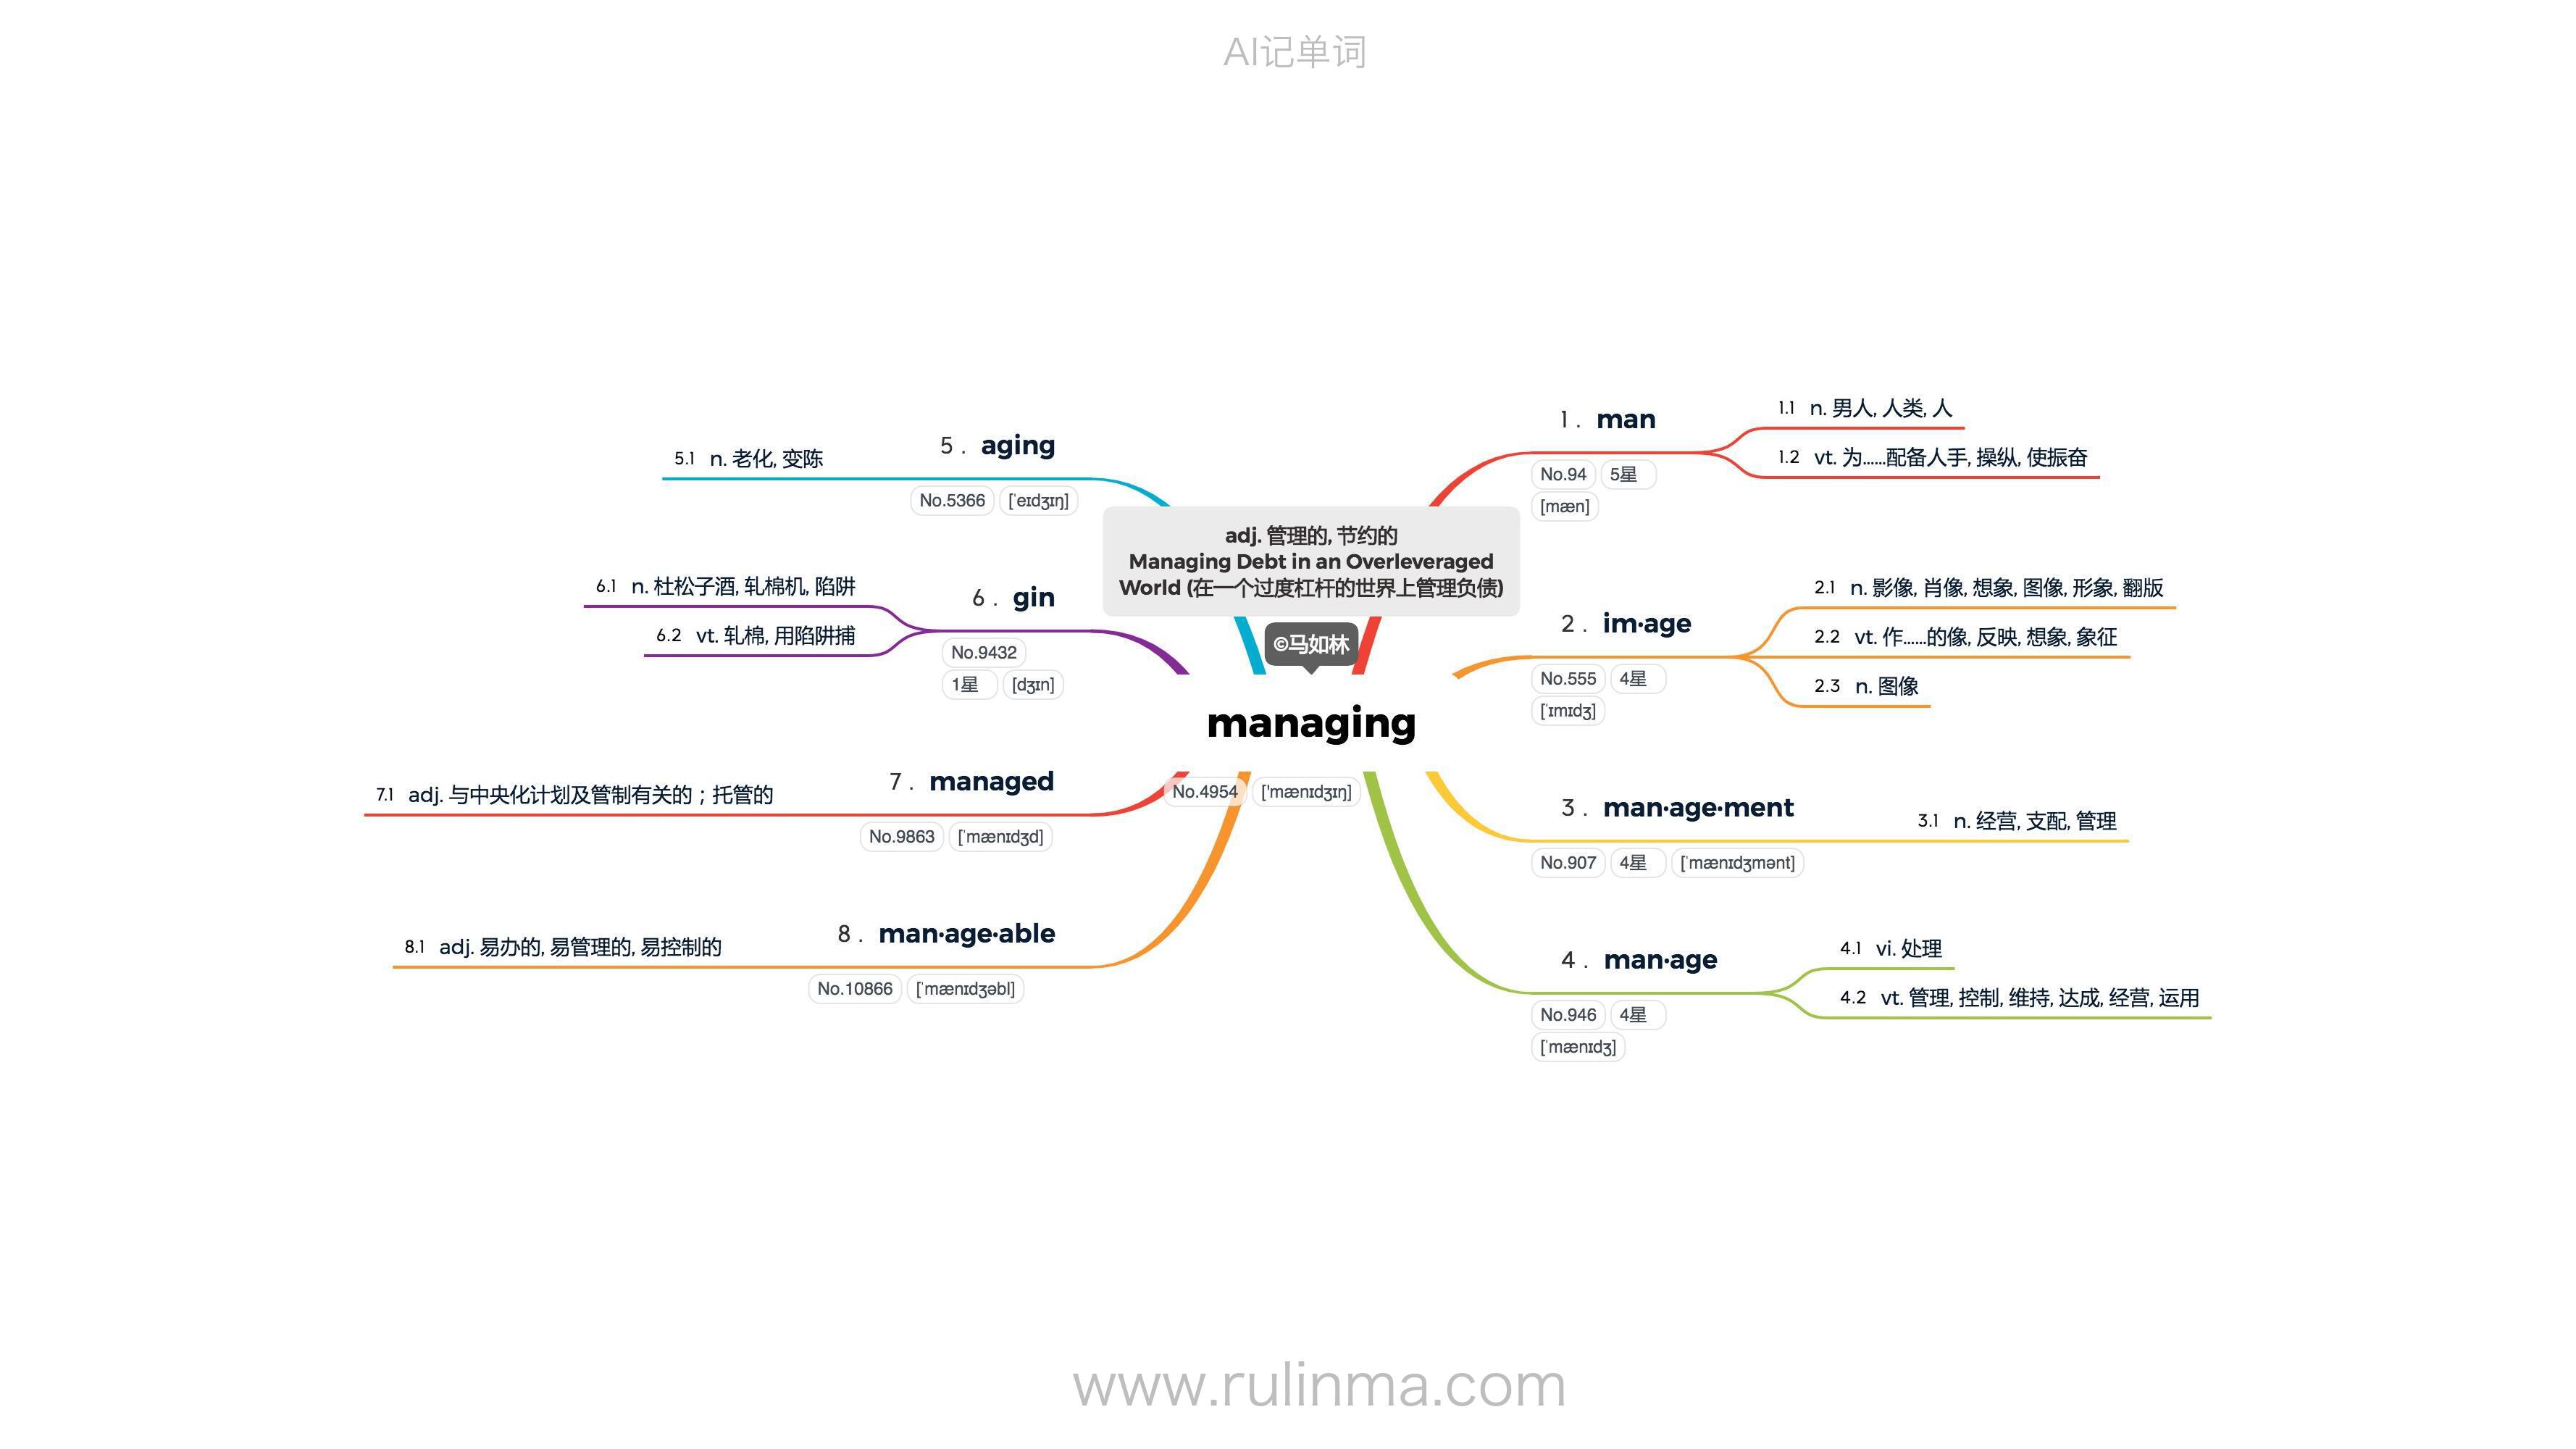 AI记单词
adj. 管理的, 节约的
Managing Debt in an Overleveraged
World (在一个过度杠杆的世界上管理负债)
©马如林
managing
No.4954 ['mænɪdʒɪŋ]
1 . man
No.94 5星
[mæn]
1.1 n. 男人, 人类, 人
1.2 vt. 为......配备人手, 操纵, 使振奋
2 . im·age
No.555 4星
[ˈɪmɪdʒ]
2.1 n. 影像, 肖像, 想象, 图像, 形象, 翻版
2.2 vt. 作......的像, 反映, 想象, 象征
2.3 n. 图像
3 . man·age·ment
No.907 4星 [ˈmænɪdʒmənt]
3.1 n. 经营, 支配, 管理
4 . man·age
No.946 4星
[ˈmænɪdʒ]
4.1 vi. 处理
4.2 vt. 管理, 控制, 维持, 达成, 经营, 运用
5 . aging
No.5366 [ˈeɪdʒɪŋ]
5.1 n. 老化, 变陈
6 . gin
No.9432
1星 [dʒɪn]
6.1 n. 杜松子酒, 轧棉机, 陷阱
6.2 vt. 轧棉, 用陷阱捕
7 . managed
No.9863 [ˈmænɪdʒd]
7.1 adj. 与中央化计划及管制有关的；托管的
8 . man·age·able
No.10866 [ˈmænɪdʒəbl]
8.1 adj. 易办的, 易管理的, 易控制的
www.rulinma.com